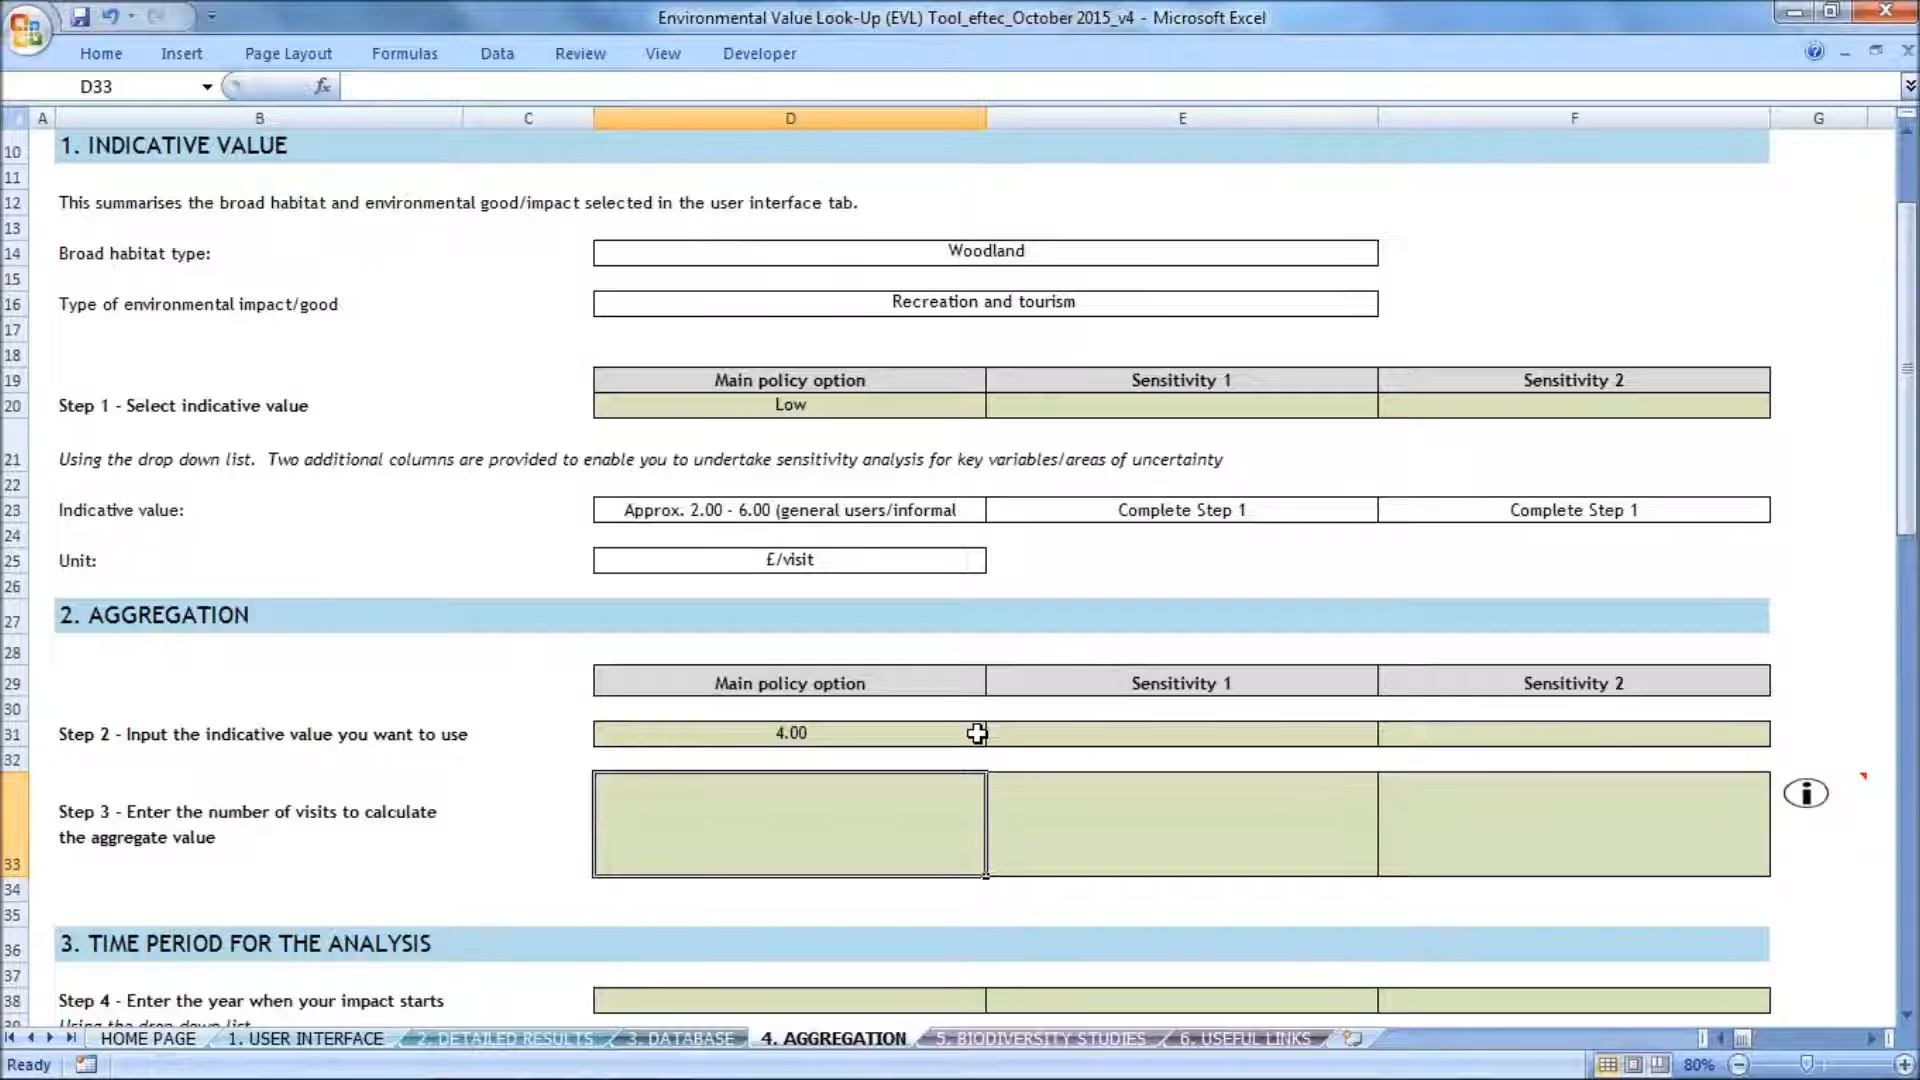 Environmental Value Look-Up (EVL) Tool_eftec_October 2015_v4 - Microsoft Excel
Home Insert Page Layout Formulas Data Review View Developer
D33 fx
A B C D E F G
10 1. INDICATIVE VALUE
11
12 This summarises the broad habitat and environmental good/impact selected in the user interface tab.
13
14 Broad habitat type: Woodland
15
16 Type of environmental impact/good Recreation and tourism
17
18
19 Main policy option Sensitivity 1 Sensitivity 2
20 Step 1 - Select indicative value Low
21 Using the drop down list. Two additional columns are provided to enable you to undertake sensitivity analysis for key variables/areas of uncertainty
22
23 Indicative value: Approx. 2.00 - 6.00 (general users/informal Complete Step 1 Complete Step 1
24
25 Unit: £/visit
26
27 2. AGGREGATION
28
29 Main policy option Sensitivity 1 Sensitivity 2
30
31 Step 2 - Input the indicative value you want to use 4.00
32
Step 3 - Enter the number of visits to calculate
the aggregate value
33
34
35
36 3. TIME PERIOD FOR THE ANALYSIS
37
38 Step 4 - Enter the year when your impact starts
39 Using the drop down list
HOME PAGE 1. USER INTERFACE 2. DETAILED RESULTS 3. DATABASE 4. AGGREGATION 5. BIODIVERSITY STUDIES 6. USEFUL LINKS
Ready 80%